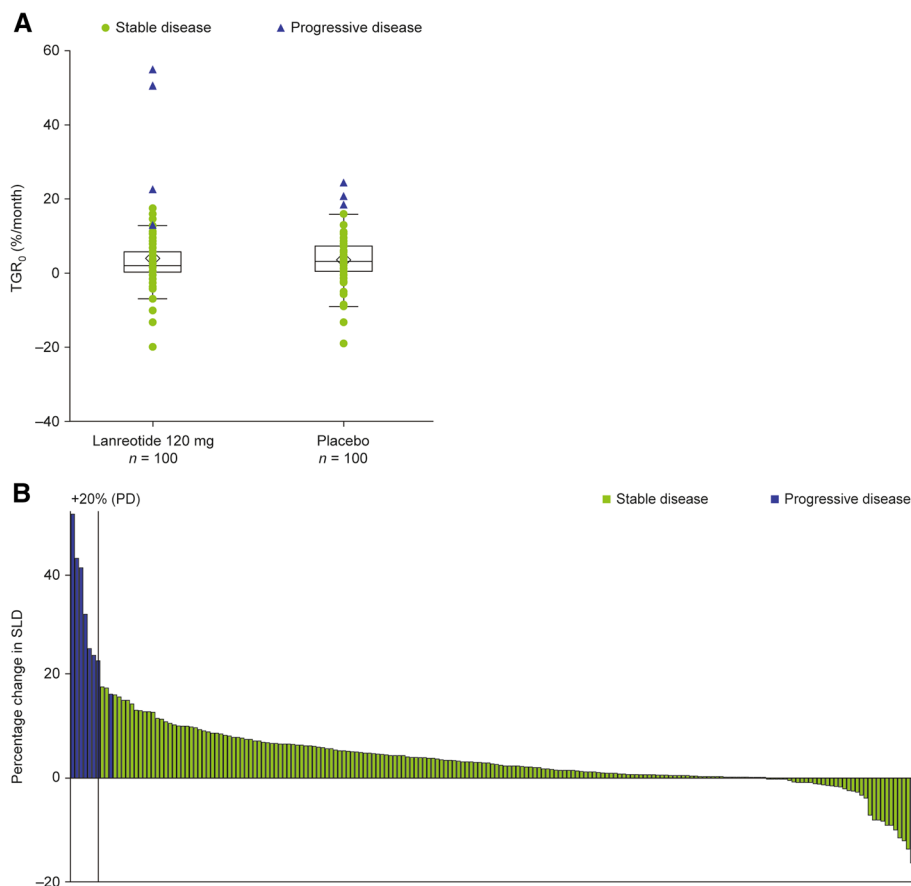 A
Stable disease
Progressive disease
60
40
20
0
–20
–40
TGR₀ (%/month)
Lanreotide 120 mg
n = 100
Placebo
n = 100
B
+20% (PD)
Stable disease
Progressive disease
40
20
0
–20
Percentage change in SLD